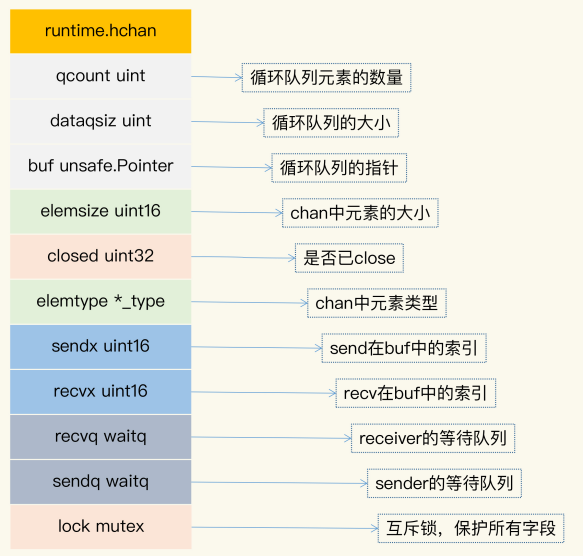 runtime.hchan
qcount uint 循环队列元素的数量
dataqsiz uint 循环队列的大小
buf unsafe.Pointer 循环队列的指针
elemsize uint16 chan中元素的大小
closed uint32 是否已close
elemtype *_type chan中元素类型
sendx uint16 send在buf中的索引
recvx uint16 recv在buf中的索引
recvq waitq receiver的等待队列
sendq waitq sender的等待队列
lock mutex 互斥锁，保护所有字段